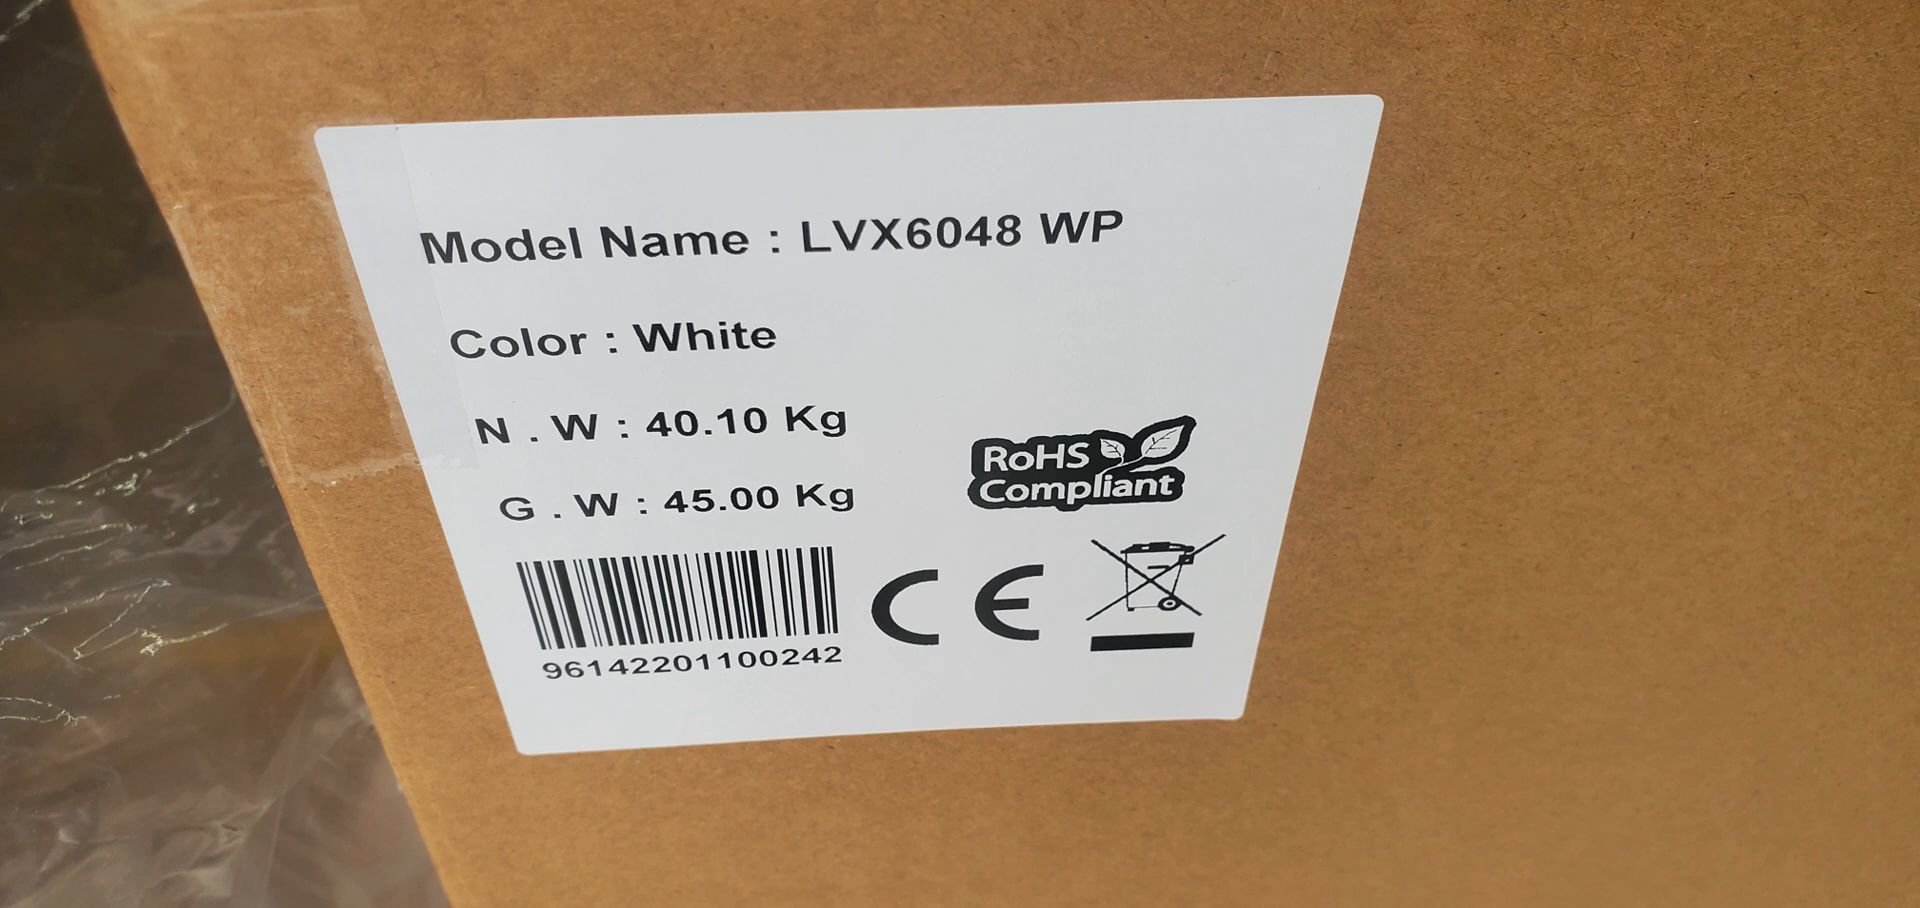 Model Name : LVX6048 WP
Color : White
N . W : 40.10 Kg
G . W : 45.00 Kg
RoHS
Compliant
96142201100242
CE